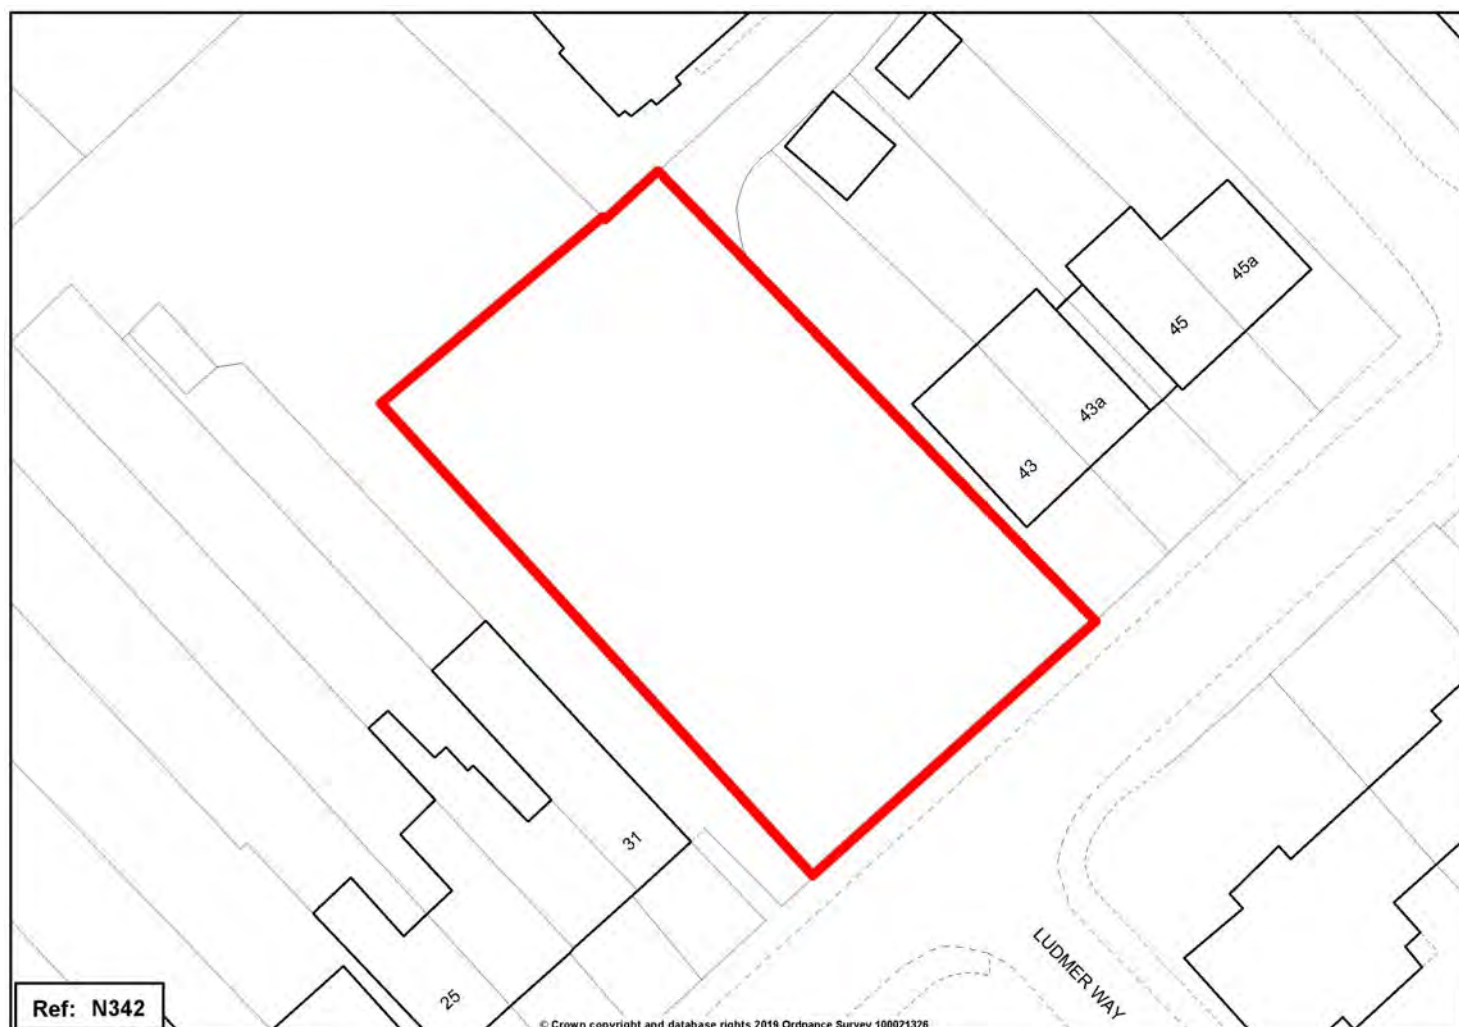 45a
45
43a
43
31
25
LUDMER WAY
Ref: N342
© Crown copyright and database rights 2019 Ordnance Survey 100021326